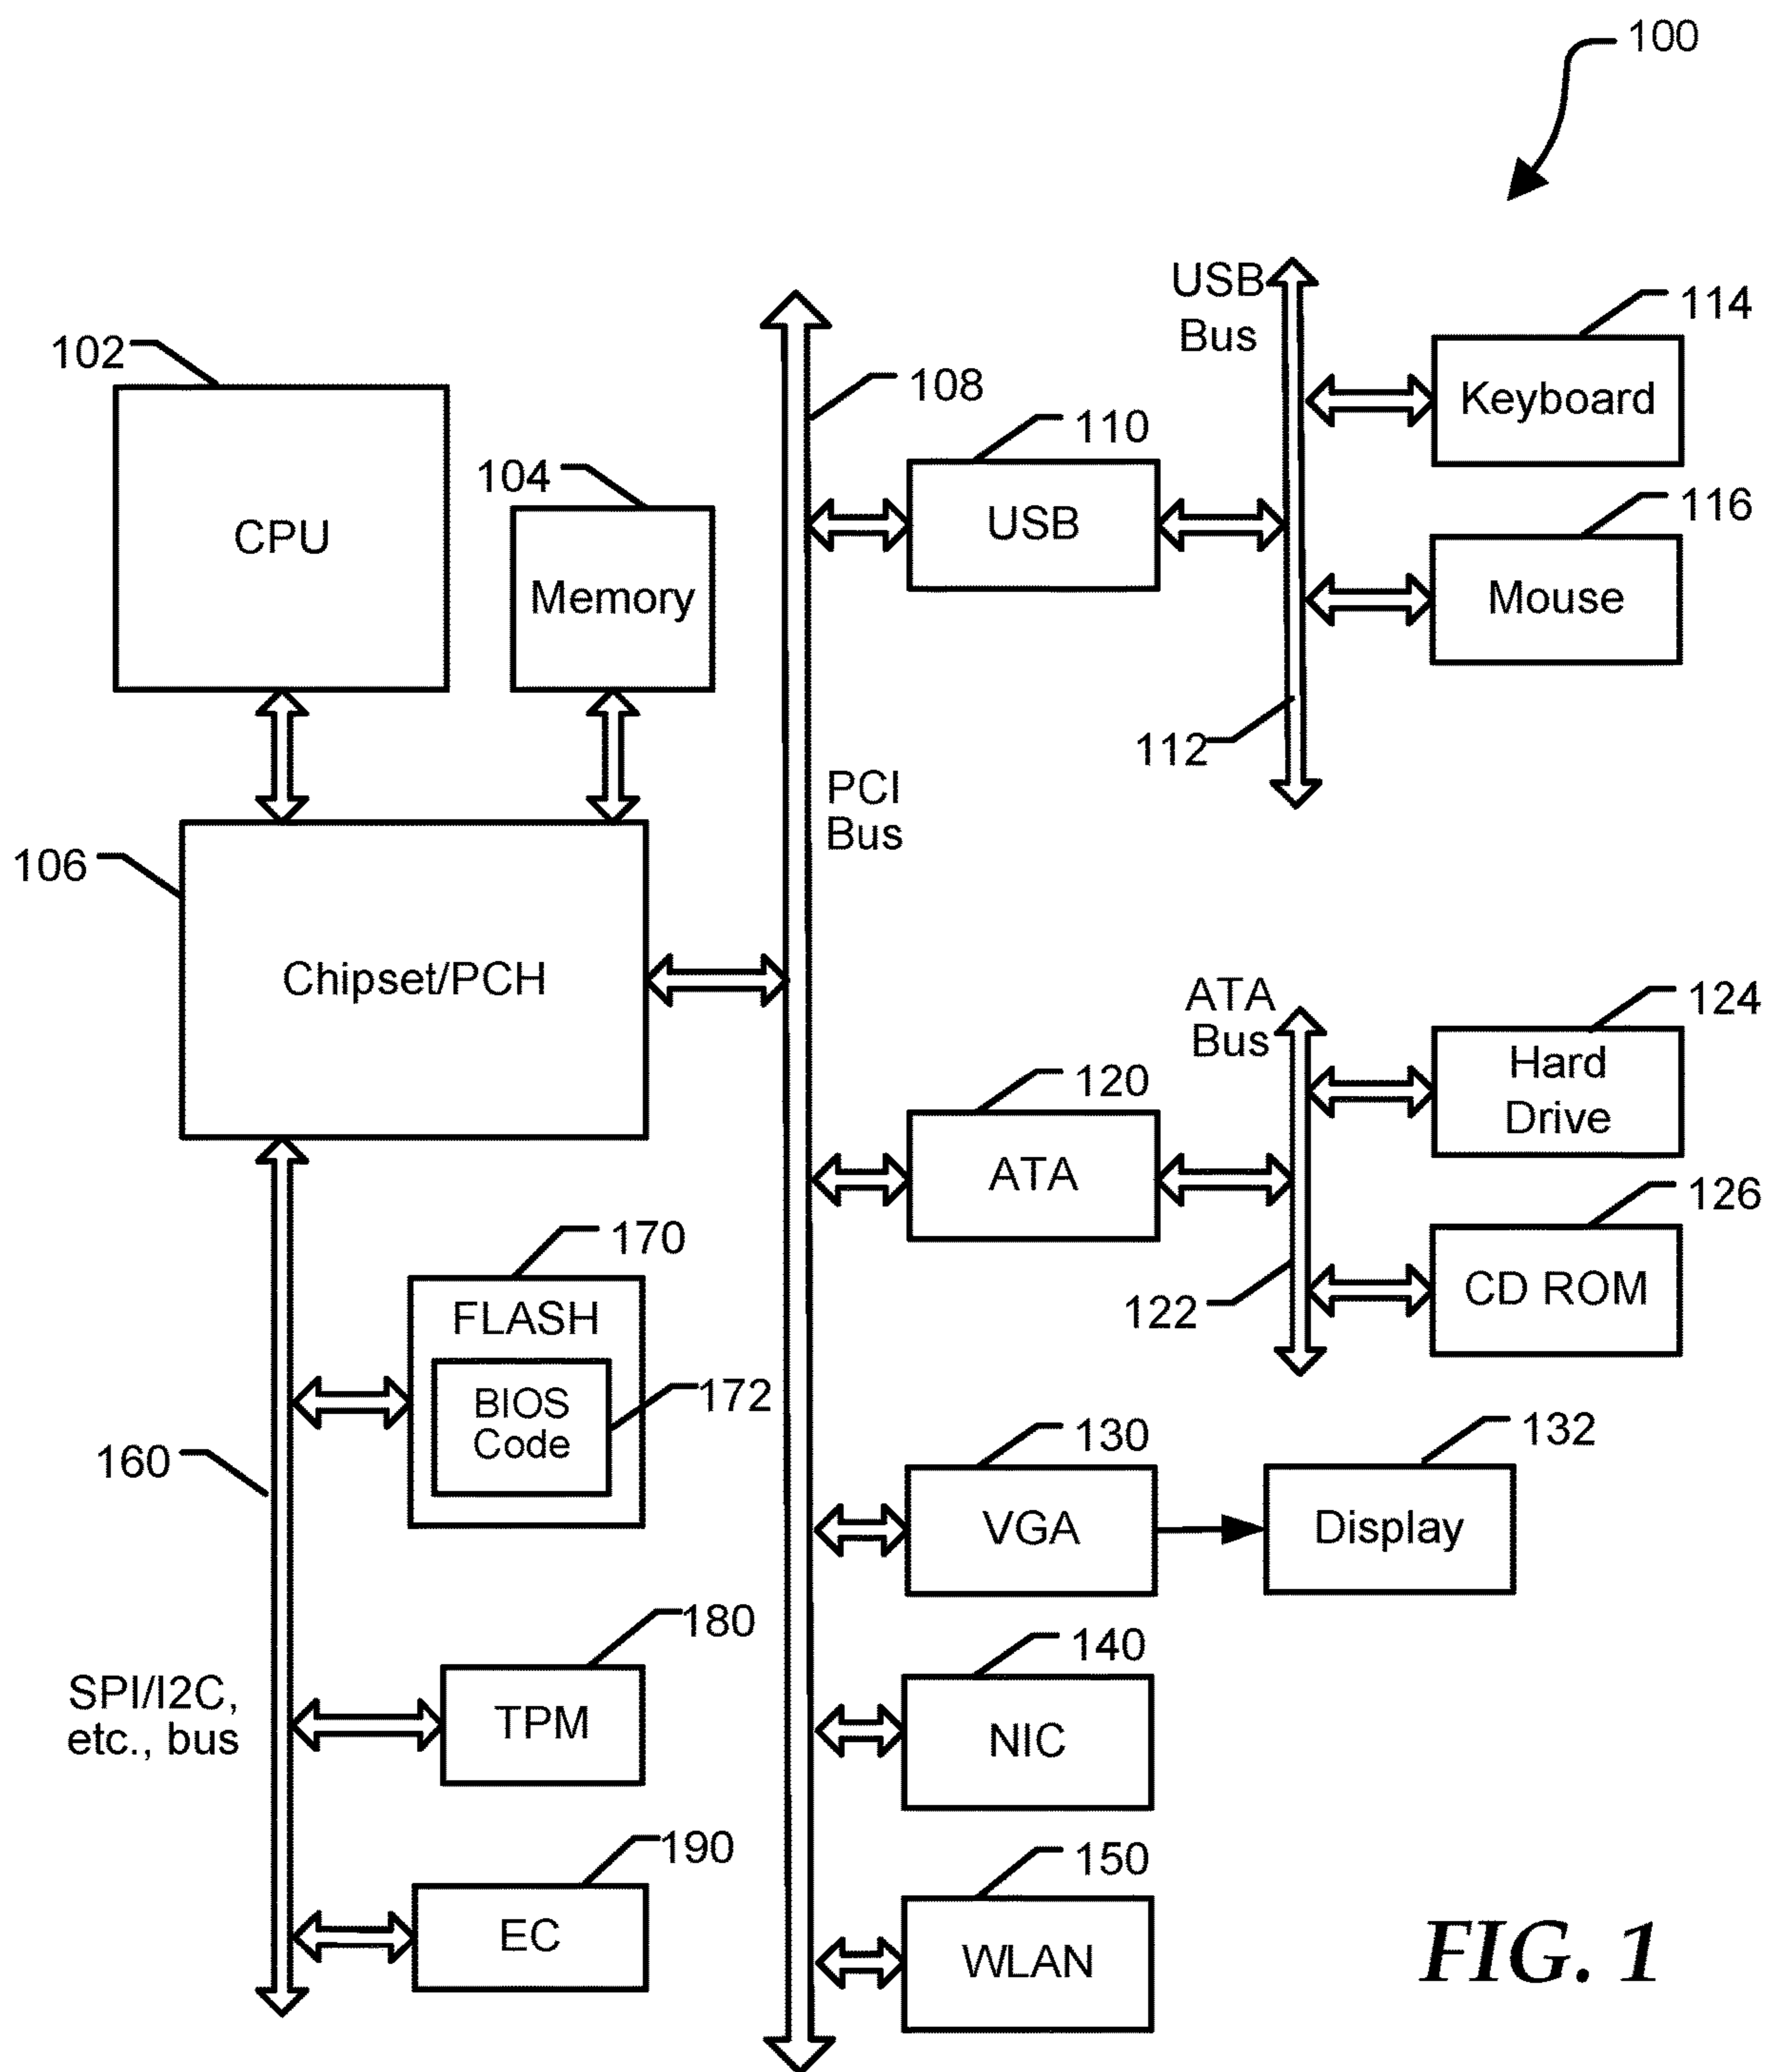 100
USB
Bus
114
Keyboard
102
CPU
108
110
USB
104
Memory
116
Mouse
112
PCI
Bus
106
Chipset/PCH
ATA
Bus
124
Hard
Drive
120
ATA
126
CD ROM
122
170
FLASH
BIOS
Code
172
160
130
VGA
132
Display
180
TPM
SPI/I2C,
etc., bus
140
NIC
190
EC
150
WLAN
FIG. 1